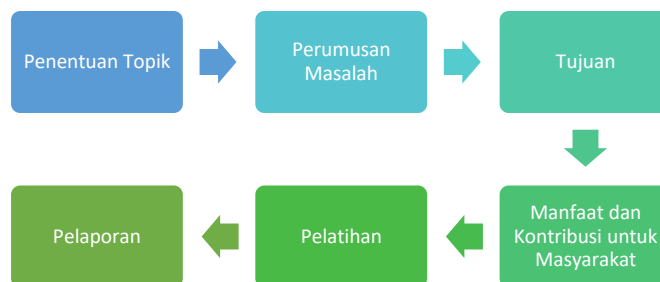 Penentuan Topik
Perumusan
Masalah
Tujuan
Manfaat dan
Kontribusi untuk
Masyarakat
Pelatihan
Pelaporan